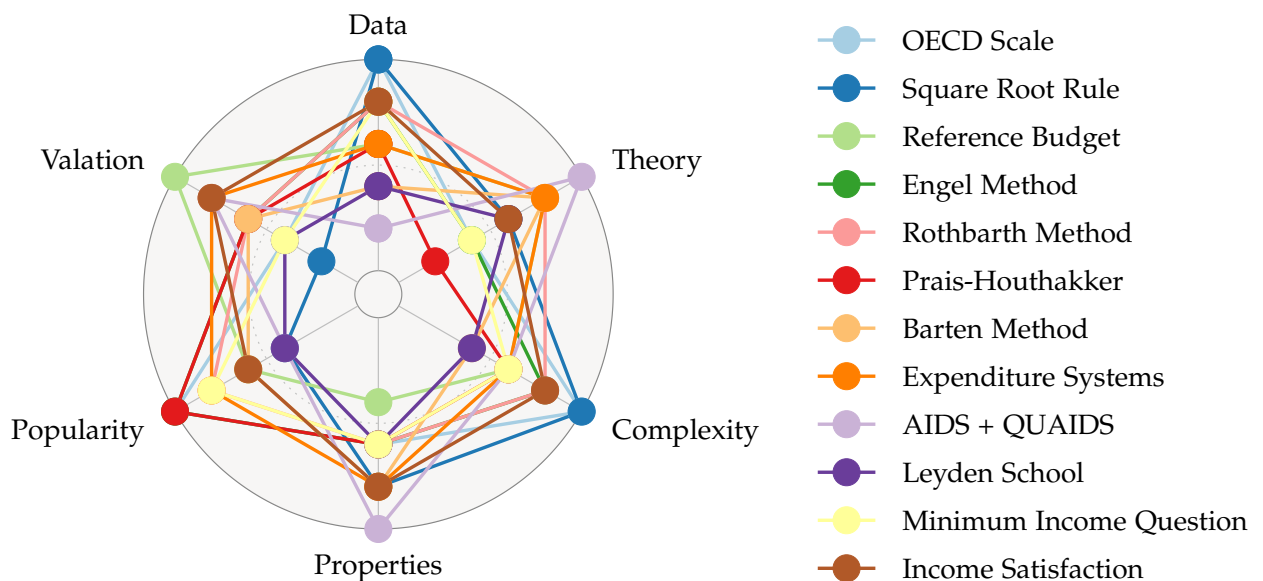 Data
Valation
Theory
Popularity
Complexity
Properties
OECD Scale
Square Root Rule
Reference Budget
Engel Method
Rothbarth Method
Prais-Houthakker
Barten Method
Expenditure Systems
AIDS + QUAIDS
Leyden School
Minimum Income Question
Income Satisfaction